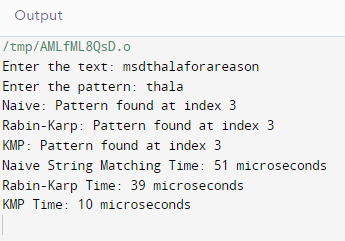 Output
/tmp/AMLfML8QsD.o
Enter the text: msdthalaforareason
Enter the pattern: thala
Naive: Pattern found at index 3
Rabin-Karp: Pattern found at index 3
KMP: Pattern found at index 3
Naive String Matching Time: 51 microseconds
Rabin-Karp Time: 39 microseconds
KMP Time: 10 microseconds